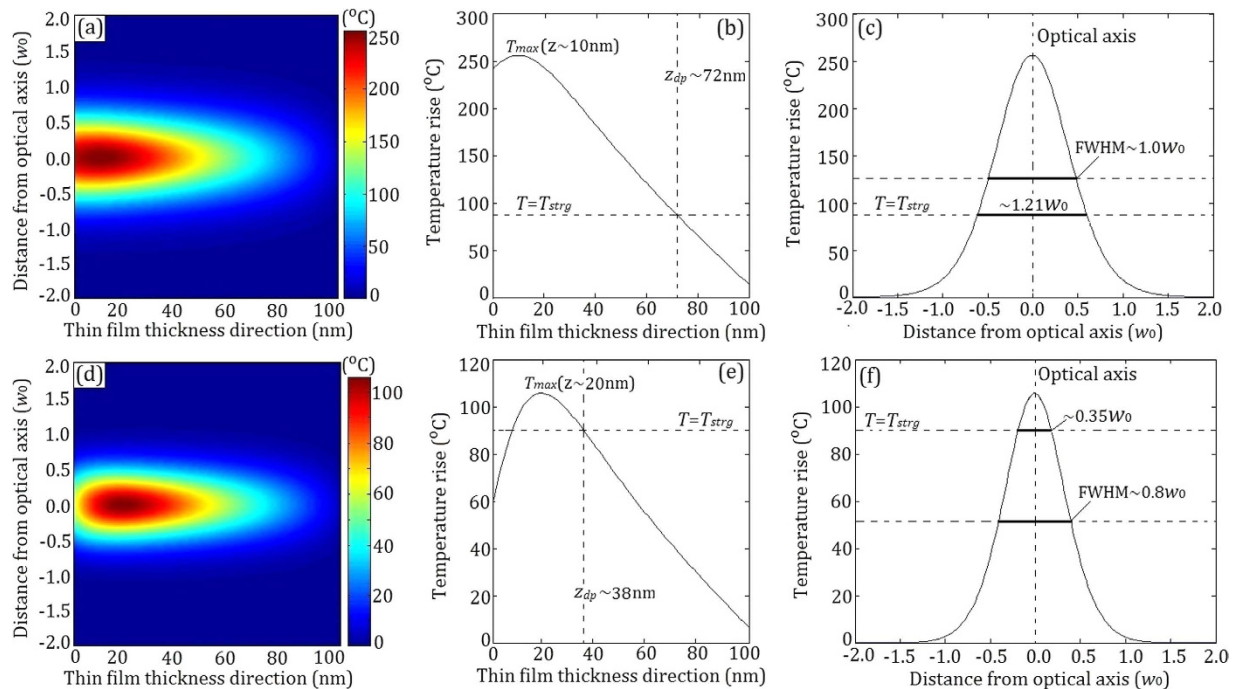 (a)
(°C)
2.0
1.5
1.0
0.5
0.0
-0.5
-1.0
-1.5
-2.0
Distance from optical axis (w₀)
0 20 40 60 80 100
Thin film thickness direction (nm)
250
200
150
100
50
0
(b)
Tmax(z~10nm)
zdp~72nm
T=Tstrg
300
250
200
150
100
50
0
Temperature rise (°C)
0 20 40 60 80 100
Thin film thickness direction (nm)
(c)
Optical axis
FWHM~1.0w₀
T=Tstrg
~1.21w₀
300
250
200
150
100
50
0
Temperature rise (°C)
-2.0 -1.5 -1.0 -0.5 0.0 0.5 1.0 1.5 2.0
Distance from optical axis (w₀)
(d)
(°C)
2.0
1.5
1.0
0.5
0.0
-0.5
-1.0
-1.5
-2.0
Distance from optical axis (w₀)
0 20 40 60 80 100
Thin film thickness direction (nm)
100
80
60
40
20
0
(e)
Tmax(z~20nm)
T=Tstrg
zdp~38nm
120
100
80
60
40
20
0
Temperature rise (°C)
0 20 40 60 80 100
Thin film thickness direction (nm)
(f)
Optical axis
T=Tstrg
~0.35w₀
FWHM~0.8w₀
120
100
80
60
40
20
0
Temperature rise (°C)
-2.0 -1.5 -1.0 -0.5 0.0 0.5 1.0 1.5 2.0
Distance from optical axis (w₀)